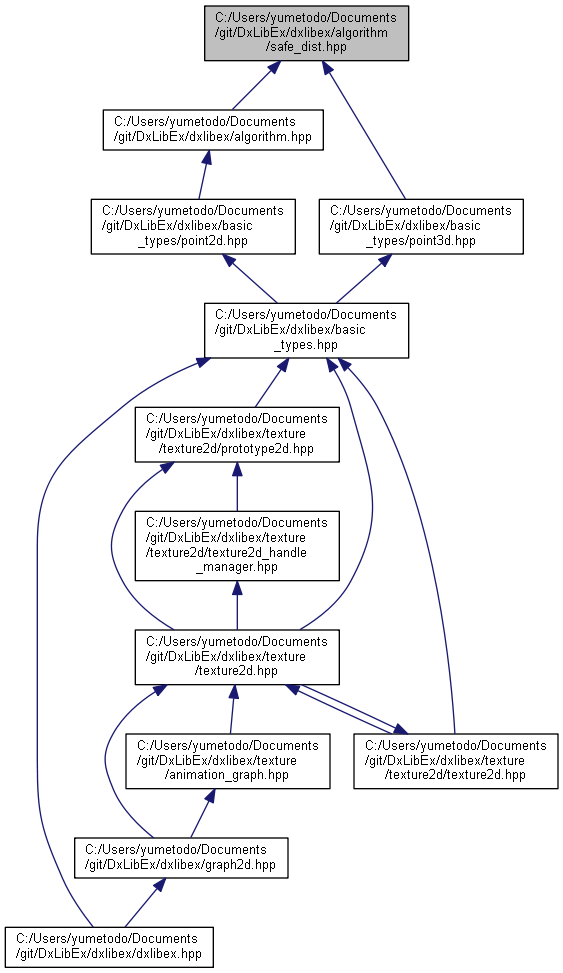 C:/Users/yumetodo/Documents
/git/DxLibEx/dxlibex/algorithm
/safe_dist.hpp
C:/Users/yumetodo/Documents
/git/DxLibEx/dxlibex/algorithm.hpp
C:/Users/yumetodo/Documents
/git/DxLibEx/dxlibex/basic
_types/point2d.hpp
C:/Users/yumetodo/Documents
/git/DxLibEx/dxlibex/basic
_types/point3d.hpp
C:/Users/yumetodo/Documents
/git/DxLibEx/dxlibex/basic
_types.hpp
C:/Users/yumetodo/Documents
/git/DxLibEx/dxlibex/texture
/texture2d/prototype2d.hpp
C:/Users/yumetodo/Documents
/git/DxLibEx/dxlibex/texture
/texture2d/texture2d_handle
_manager.hpp
C:/Users/yumetodo/Documents
/git/DxLibEx/dxlibex/texture
/texture2d.hpp
C:/Users/yumetodo/Documents
/git/DxLibEx/dxlibex/texture
/animation_graph.hpp
C:/Users/yumetodo/Documents
/git/DxLibEx/dxlibex/texture
/texture2d/texture2d.hpp
C:/Users/yumetodo/Documents
/git/DxLibEx/dxlibex/graph2d.hpp
C:/Users/yumetodo/Documents
/git/DxLibEx/dxlibex/dxlibex.hpp